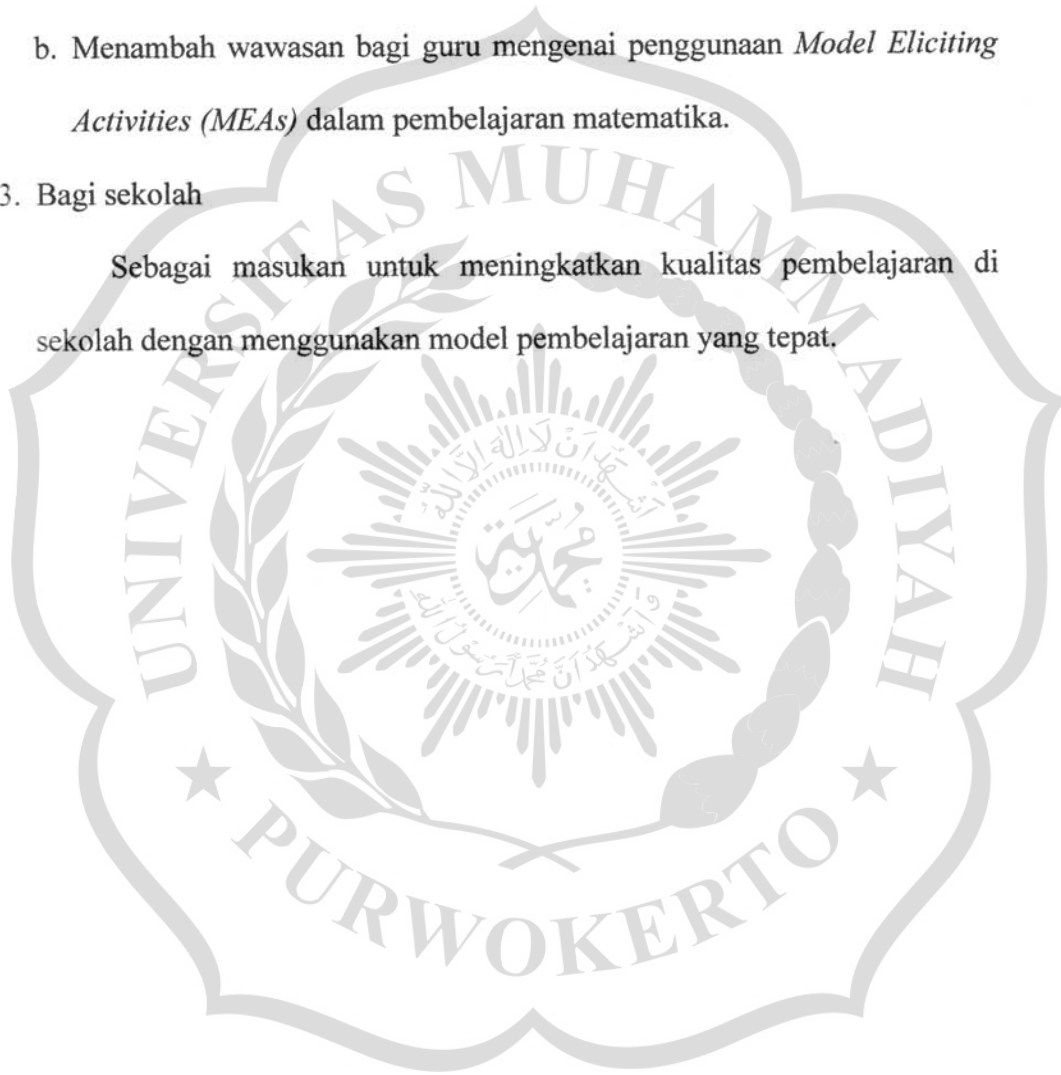 b. Menambah wawasan bagi guru mengenai penggunaan Model Eliciting
Activities (MEAs) dalam pembelajaran matematika.
3. Bagi sekolah
Sebagai masukan untuk meningkatkan kualitas pembelajaran di
sekolah dengan menggunakan model pembelajaran yang tepat.
UNIVERSITAS MUHAMMADIYAH
PURWOKERTO